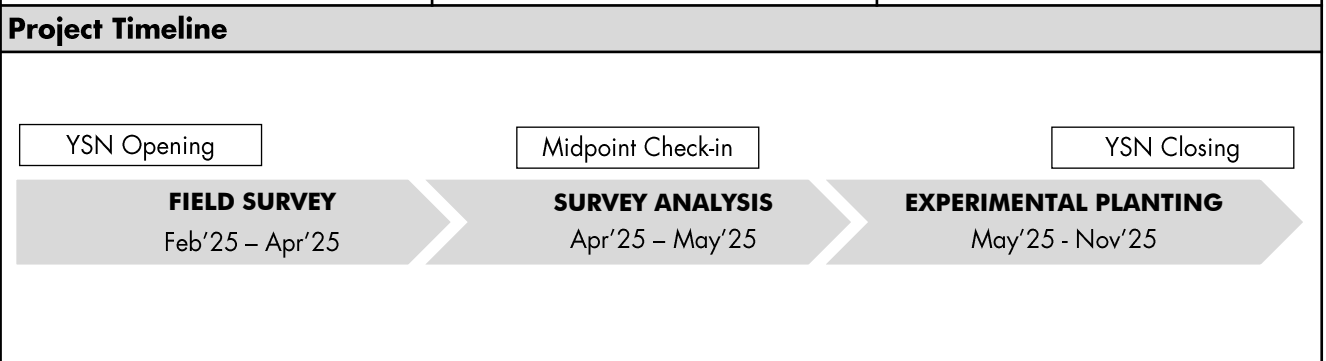 Project Timeline
YSN Opening
Midpoint Check-in
YSN Closing
FIELD SURVEY
Feb’25 – Apr’25
SURVEY ANALYSIS
Apr’25 – May’25
EXPERIMENTAL PLANTING
May’25 - Nov’25